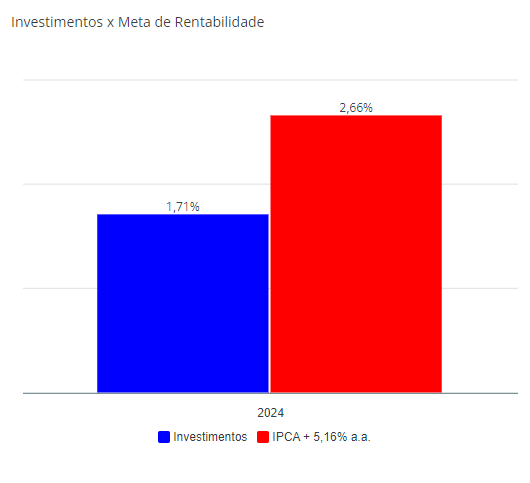 Investimentos x Meta de Rentabilidade
2,66%
1,71%
2024
Investimentos IPCA + 5,16% a.a.